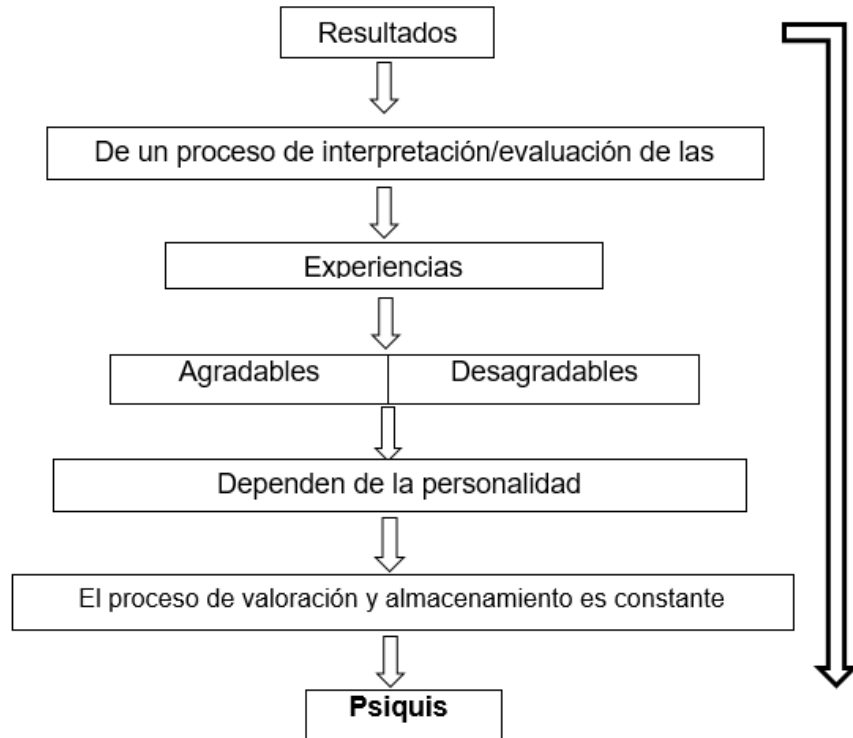 Resultados
De un proceso de interpretación/evaluación de las
Experiencias
Agradables
Desagradables
Dependen de la personalidad
El proceso de valoración y almacenamiento es constante
Psiquis